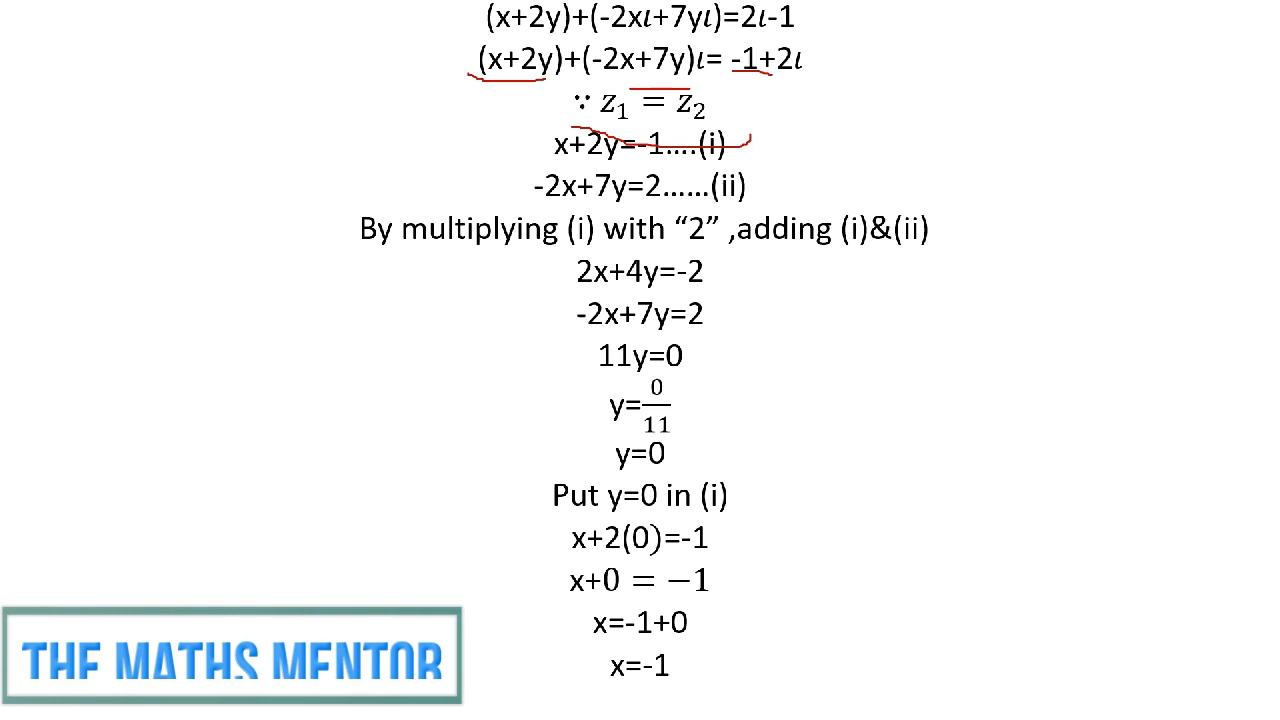 (x+2y)+(-2x𝜄+7y𝜄)=2𝜄-1
(x+2y)+(-2x+7y)𝜄= -1+2𝜄
∵ z₁ = z₂
x+2y=-1....(i)
-2x+7y=2......(ii)
By multiplying (i) with “2” ,adding (i)&(ii)
2x+4y=-2
-2x+7y=2
11y=0
y=0/11
y=0
Put y=0 in (i)
x+2(0)=-1
x+0 = −1
x=-1+0
x=-1
THE MATHS MENTOR